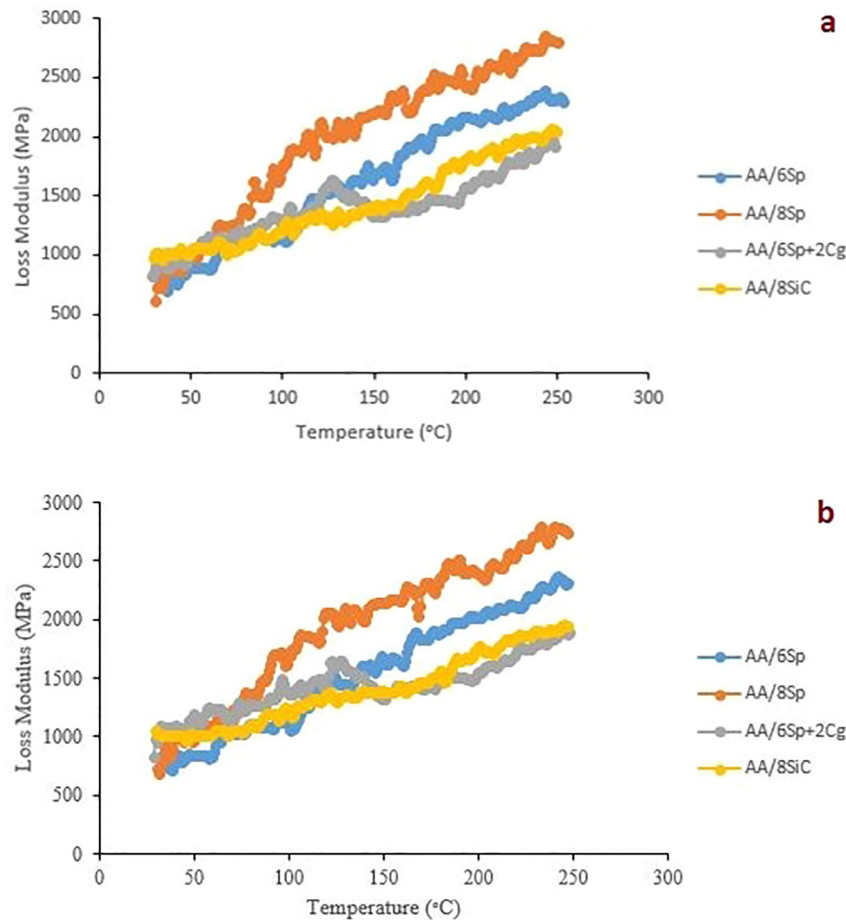 a
3000
2500
2000
1500
1000
500
0
0 50 100 150 200 250 300
Loss Modulus (MPa)
Temperature (°C)
AA/6Sp
AA/8Sp
AA/6Sp+2Cg
AA/8SiC
b
3000
2500
2000
1500
1000
500
0
0 50 100 150 200 250 300
Loss Modulus (MPa)
Temperature (°C)
AA/6Sp
AA/8Sp
AA/6Sp+2Cg
AA/8SiC